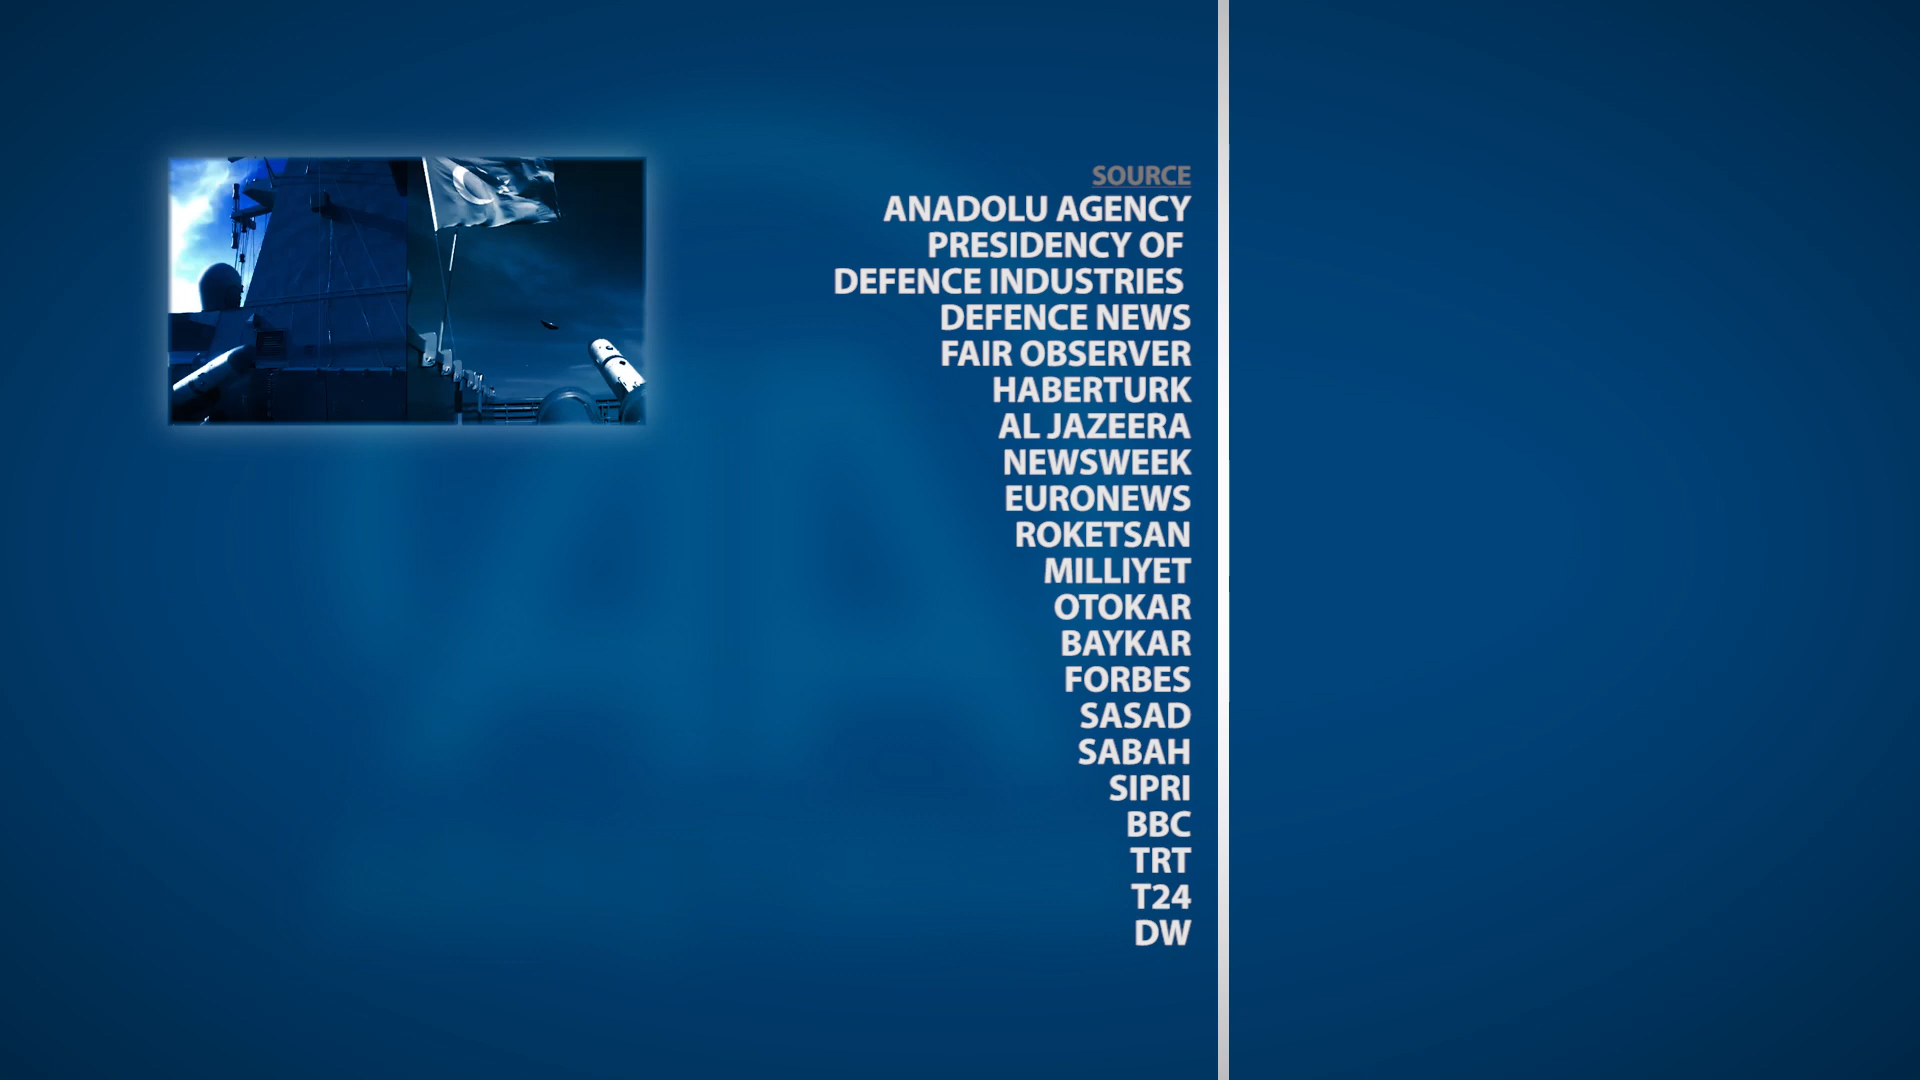 SOURCE
ANADOLU AGENCY
PRESIDENCY OF
DEFENCE INDUSTRIES
DEFENCE NEWS
FAIR OBSERVER
HABERTURK
AL JAZEERA
NEWSWEEK
EURONEWS
ROKETSAN
MILLIYET
OTOKAR
BAYKAR
FORBES
SASAD
SABAH
SIPRI
BBC
TRT
T24
DW